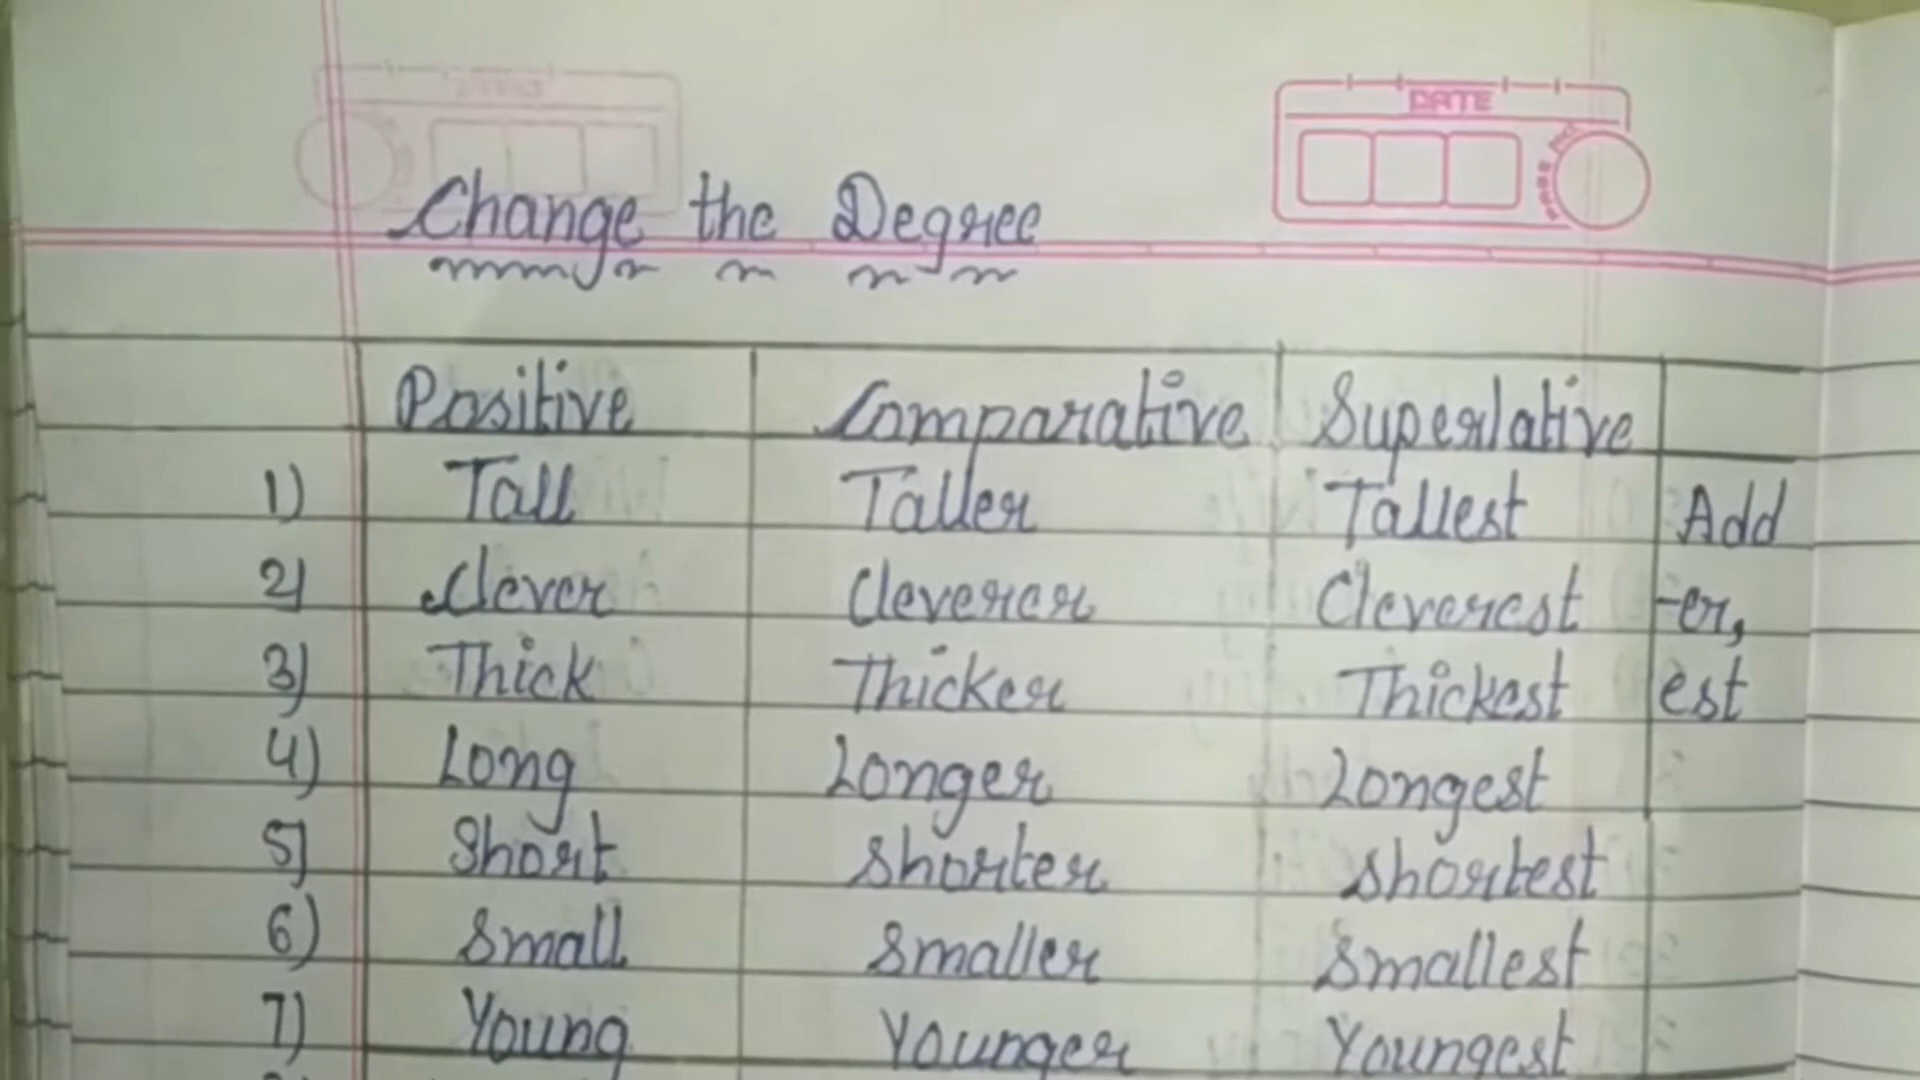 DATE
Change the Degree
Positive Comparative Superlative
1) Tall Taller Tallest Add
2) Clever Cleverer Cleverest -er,
3) Thick Thicker Thickest est
4) Long Longer Longest
5) Short Shorter Shortest
6) Small Smaller Smallest
7) Young Younger Youngest